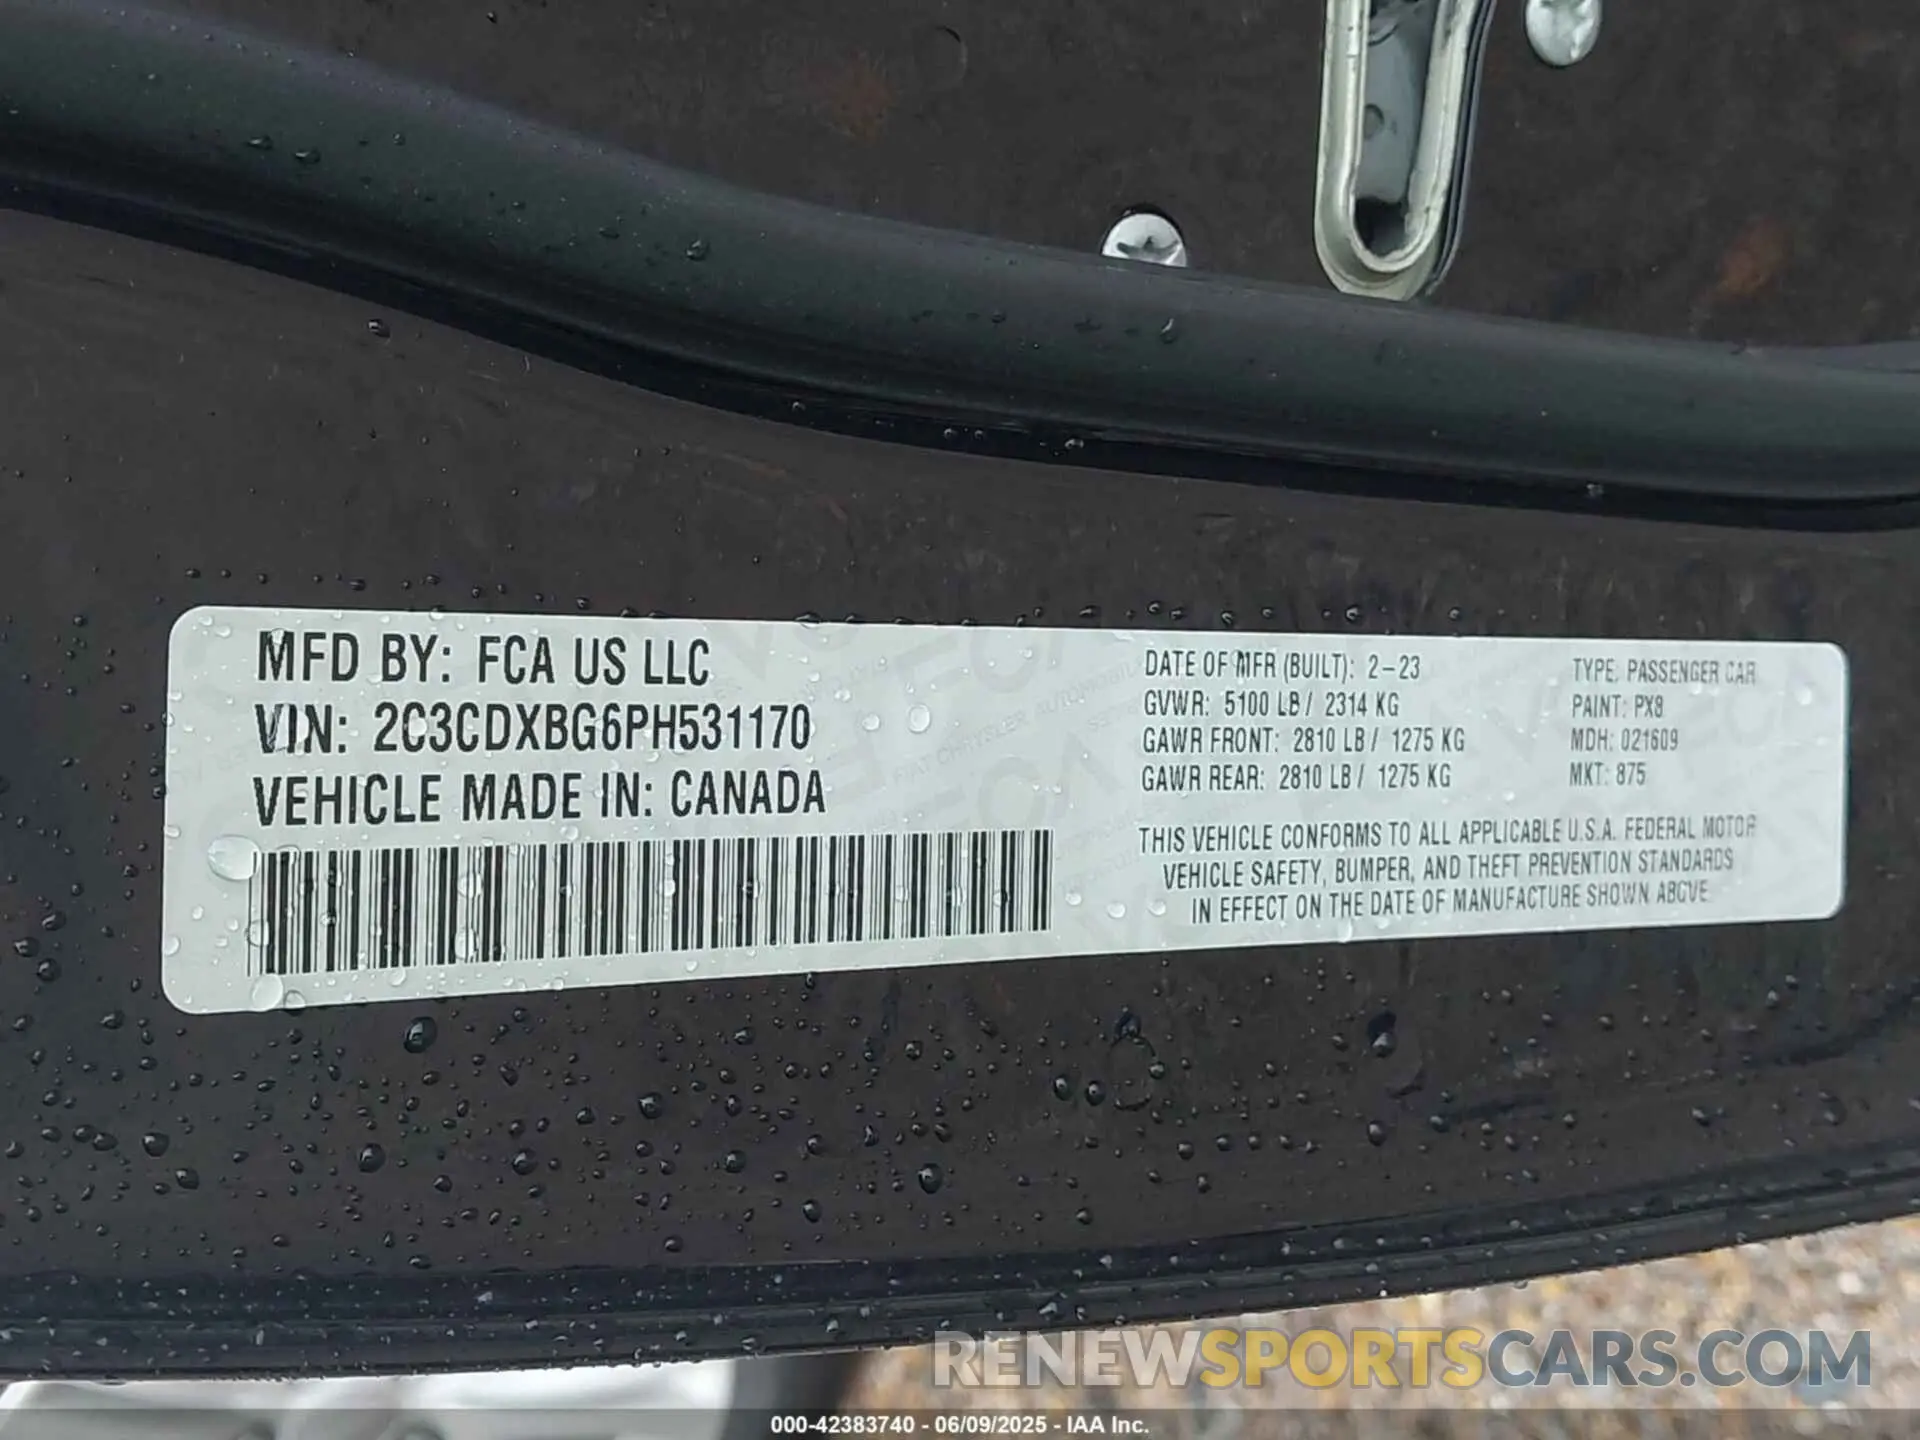 MFD BY: FCA US LLC
VIN: 2C3CDXBG6PH531170
VEHICLE MADE IN: CANADA
DATE OF MFR (BUILT): 2-23
GVWR: 5100 LB / 2314 KG
GAWR FRONT: 2810 LB / 1275 KG
GAWR REAR: 2810 LB / 1275 KG
TYPE: PASSENGER CAR
PAINT: PX8
MDH: 021609
MKT: 875
THIS VEHICLE CONFORMS TO ALL APPLICABLE U.S.A. FEDERAL MOTOR
VEHICLE SAFETY, BUMPER, AND THEFT PREVENTION STANDARDS
IN EFFECT ON THE DATE OF MANUFACTURE SHOWN ABOVE
RENEWSPORTSCARS.COM
000-42383740 - 06/09/2025 - IAA Inc.